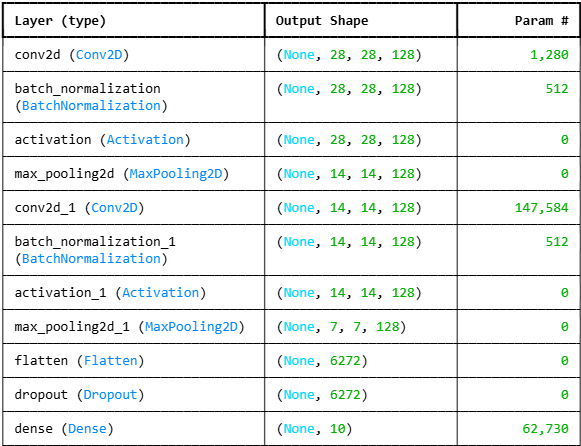 Layer (type) Output Shape Param #
conv2d (Conv2D) (None, 28, 28, 128) 1,280
batch_normalization (None, 28, 28, 128) 512
(BatchNormalization)
activation (Activation) (None, 28, 28, 128) 0
max_pooling2d (MaxPooling2D) (None, 14, 14, 128) 0
conv2d_1 (Conv2D) (None, 14, 14, 128) 147,584
batch_normalization_1 (None, 14, 14, 128) 512
(BatchNormalization)
activation_1 (Activation) (None, 14, 14, 128) 0
max_pooling2d_1 (MaxPooling2D) (None, 7, 7, 128) 0
flatten (Flatten) (None, 6272) 0
dropout (Dropout) (None, 6272) 0
dense (Dense) (None, 10) 62,730